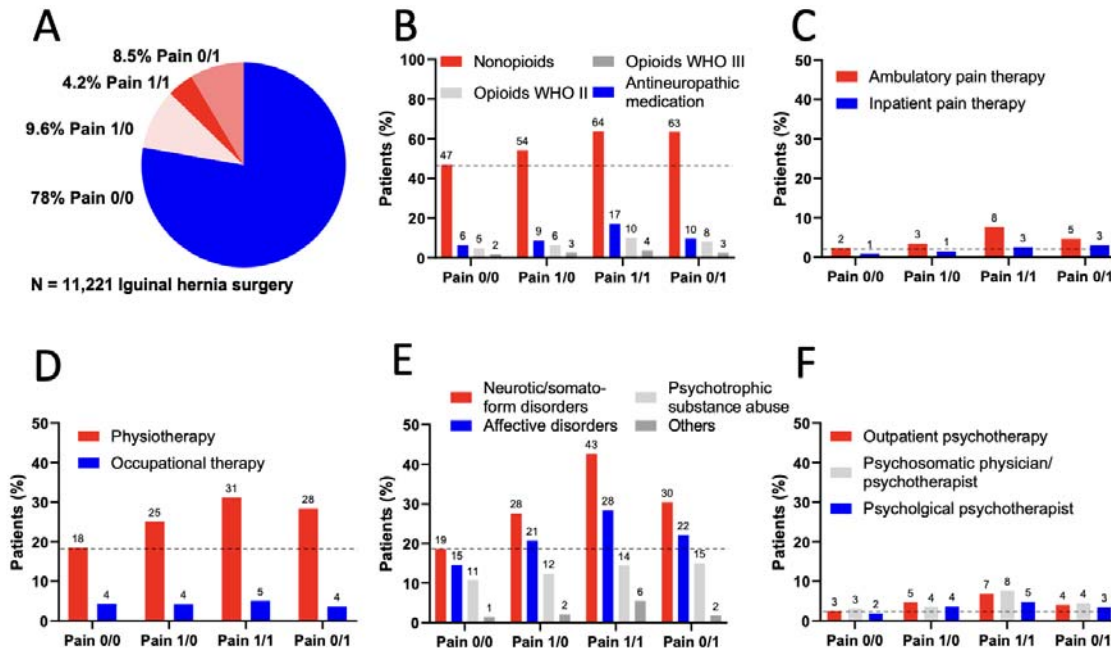 A
8.5% Pain 0/1
4.2% Pain 1/1
9.6% Pain 1/0
78% Pain 0/0
N = 11,221 Iguinal hernia surgery
B
Nonopioids
Opioids WHO III
Opioids WHO II
Antineuropathic
medication
Patients (%)
100
80
60
40
20
0
47
6
5
2
54
9
6
3
64
17
10
4
63
10
8
3
Pain 0/0
Pain 1/0
Pain 1/1
Pain 0/1
C
Ambulatory pain therapy
Inpatient pain therapy
Patients (%)
50
40
30
20
10
0
2
1
3
1
8
3
5
3
Pain 0/0
Pain 1/0
Pain 1/1
Pain 0/1
D
Physiotherapy
Occupational therapy
Patients (%)
50
40
30
20
10
0
18
4
25
4
31
5
28
4
Pain 0/0
Pain 1/0
Pain 1/1
Pain 0/1
E
Neurotic/somato-
form disorders
Affective disorders
Psychotrophic
substance abuse
Others
Patients (%)
50
40
30
20
10
0
19
15
11
1
28
21
12
2
43
28
14
6
30
22
15
2
Pain 0/0
Pain 1/0
Pain 1/1
Pain 0/1
F
Outpatient psychotherapy
Psychosomatic physician/
psychotherapist
Psycholgical psychotherapist
Patients (%)
50
40
30
20
10
0
3
3
2
5
4
4
7
8
5
4
4
3
Pain 0/0
Pain 1/0
Pain 1/1
Pain 0/1